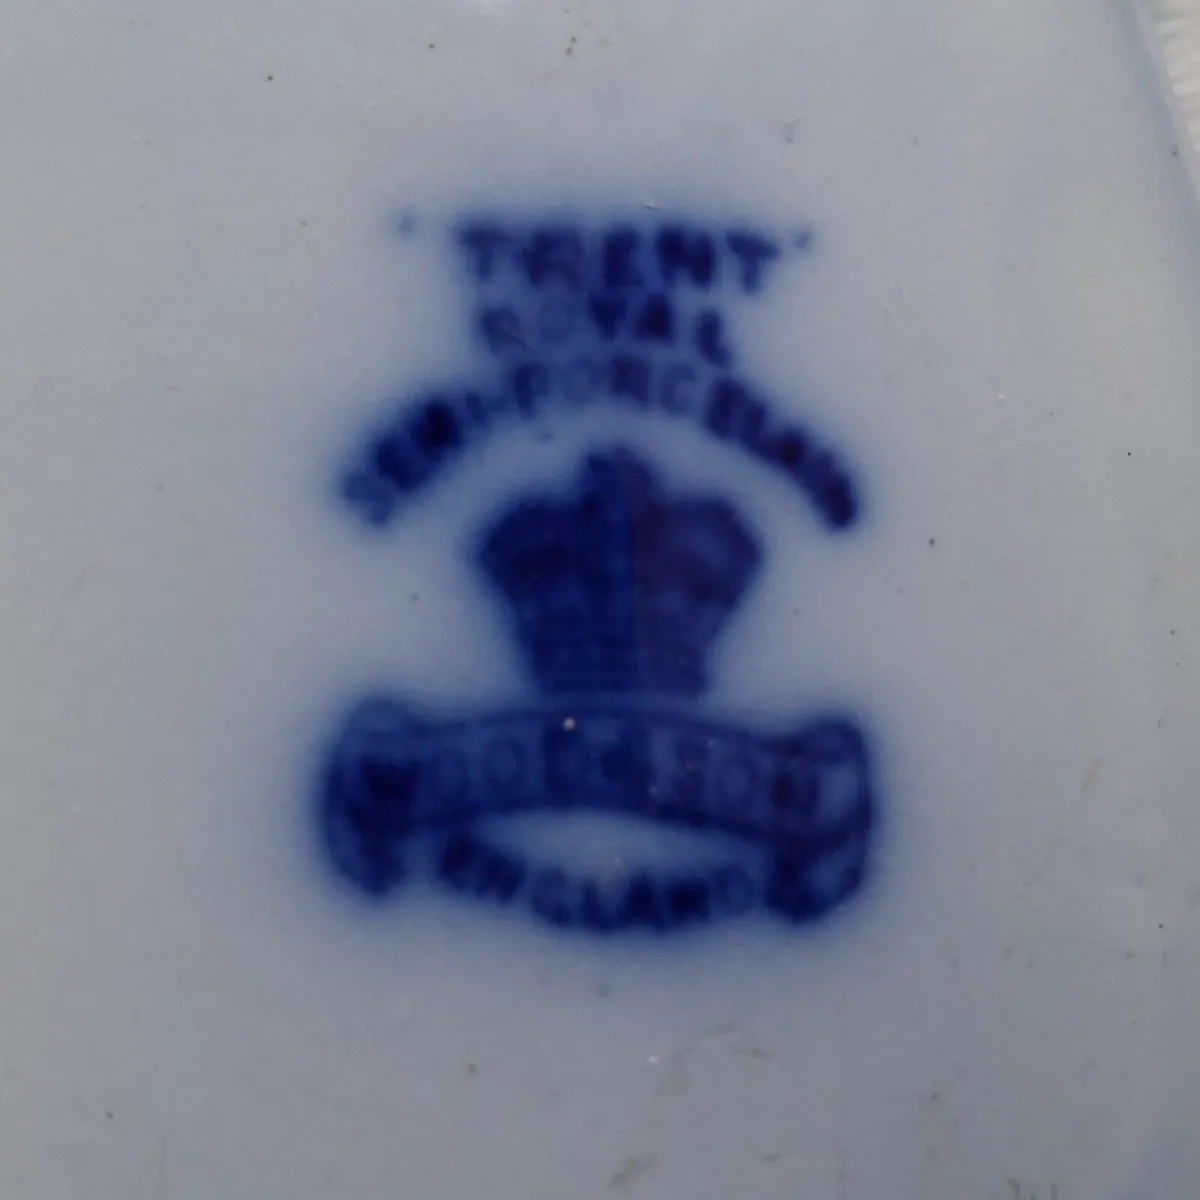 "TRENT"
ROYAL
SEMI-PORCELAIN
WOOD & SON
ENGLAND